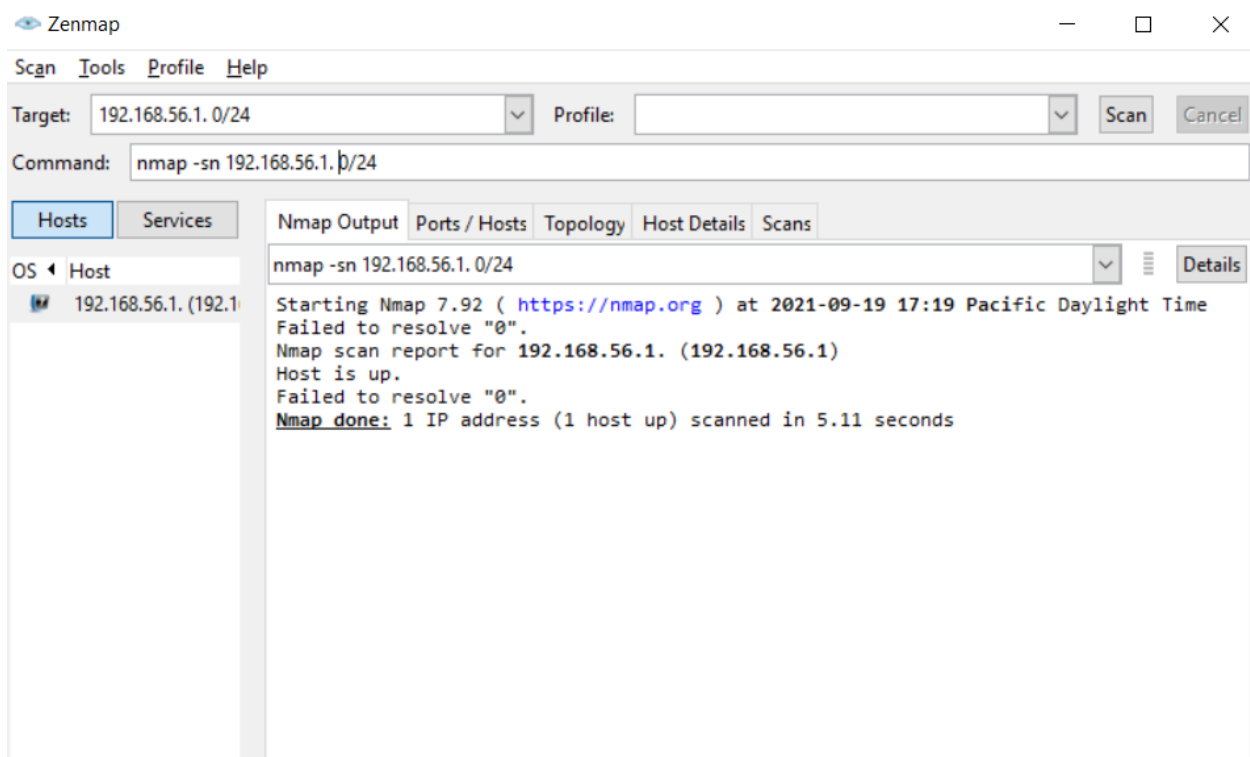 Zenmap
Scan Tools Profile Help
Target: 192.168.56.1. 0/24 Profile: Scan Cancel
Command: nmap -sn 192.168.56.1. 0/24
Hosts Services Nmap Output Ports / Hosts Topology Host Details Scans
nmap -sn 192.168.56.1. 0/24 Details
OS Host
192.168.56.1. (192.1
Starting Nmap 7.92 ( https://nmap.org ) at 2021-09-19 17:19 Pacific Daylight Time
Failed to resolve "0".
Nmap scan report for 192.168.56.1. (192.168.56.1)
Host is up.
Failed to resolve "0".
Nmap done: 1 IP address (1 host up) scanned in 5.11 seconds